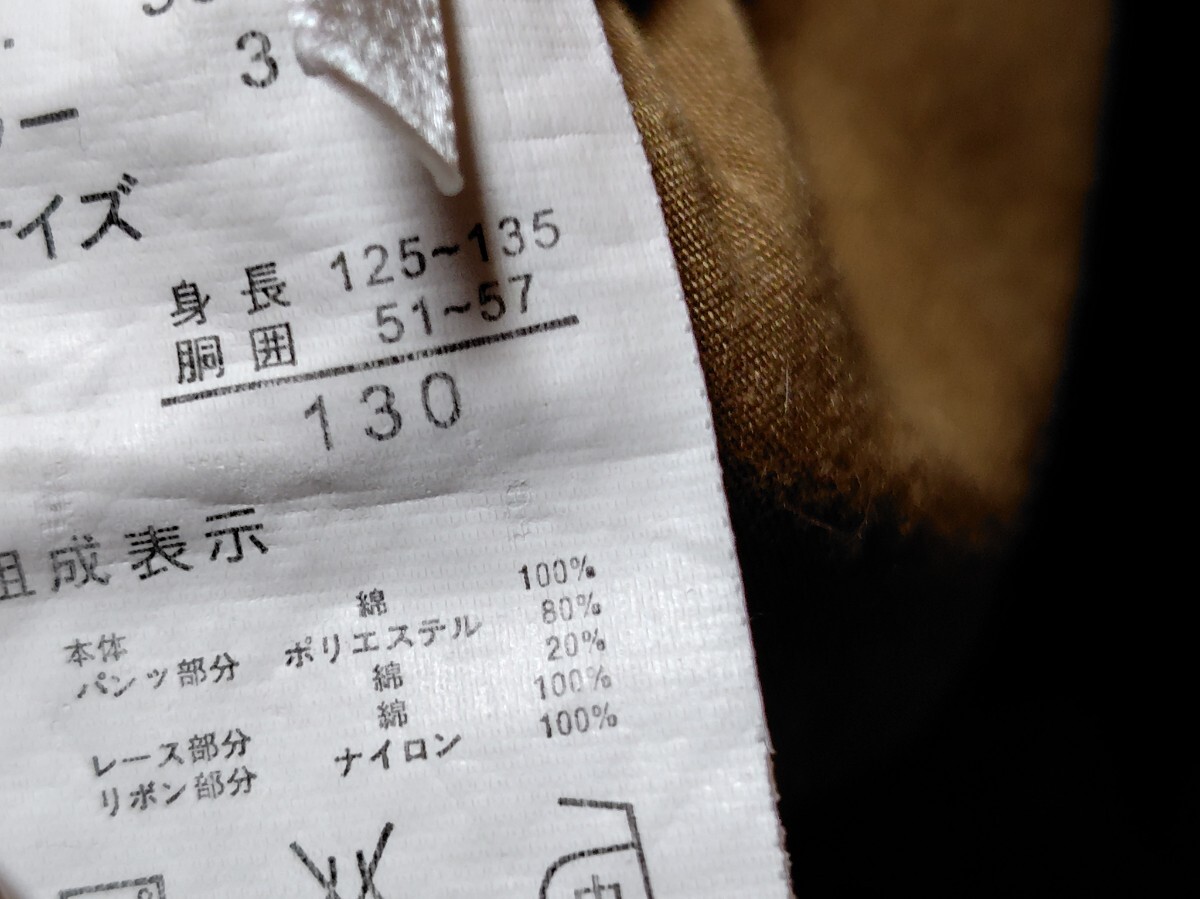 3
ー
イズ
身長 125~135
胴囲 51~57
130
組成表示
本体 綿 100%
パンツ部分 ポリエステル 80%
綿 20%
レース部分 綿 100%
リボン部分 ナイロン 100%
中